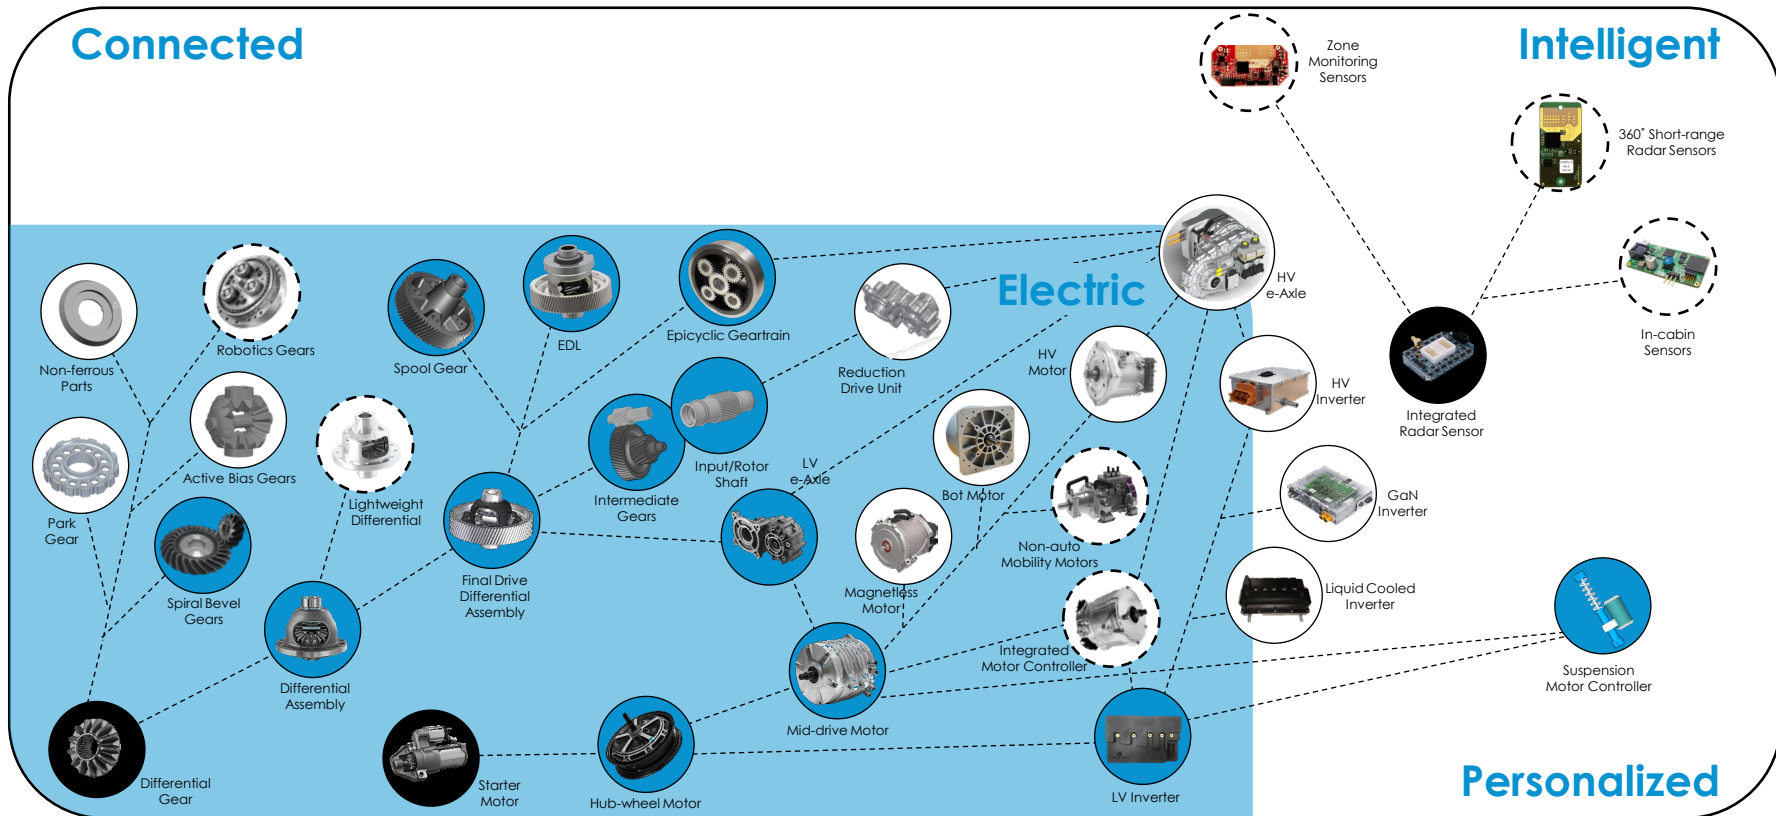 Connected
Intelligent
Zone
Monitoring
Sensors
360° Short-range
Radar Sensors
In-cabin
Sensors
Integrated
Radar Sensor
Electric
HV
e-Axle
Non-ferrous
Parts
Robotics Gears
Spool Gear
EDL
Epicyclic Geartrain
Reduction
Drive Unit
HV
Motor
HV
Inverter
Park
Gear
Active Bias Gears
Lightweight
Differential
Intermediate
Gears
Input/Rotor
Shaft
LV
e-Axle
Bot Motor
GaN
Inverter
Spiral Bevel
Gears
Final Drive
Differential
Assembly
Magnetless
Motor
Non-auto
Mobility Motors
Liquid Cooled
Inverter
Differential
Assembly
Integrated
Motor Controller
Suspension
Motor Controller
Mid-drive Motor
Differential
Gear
Starter
Motor
Hub-wheel Motor
LV Inverter
Personalized